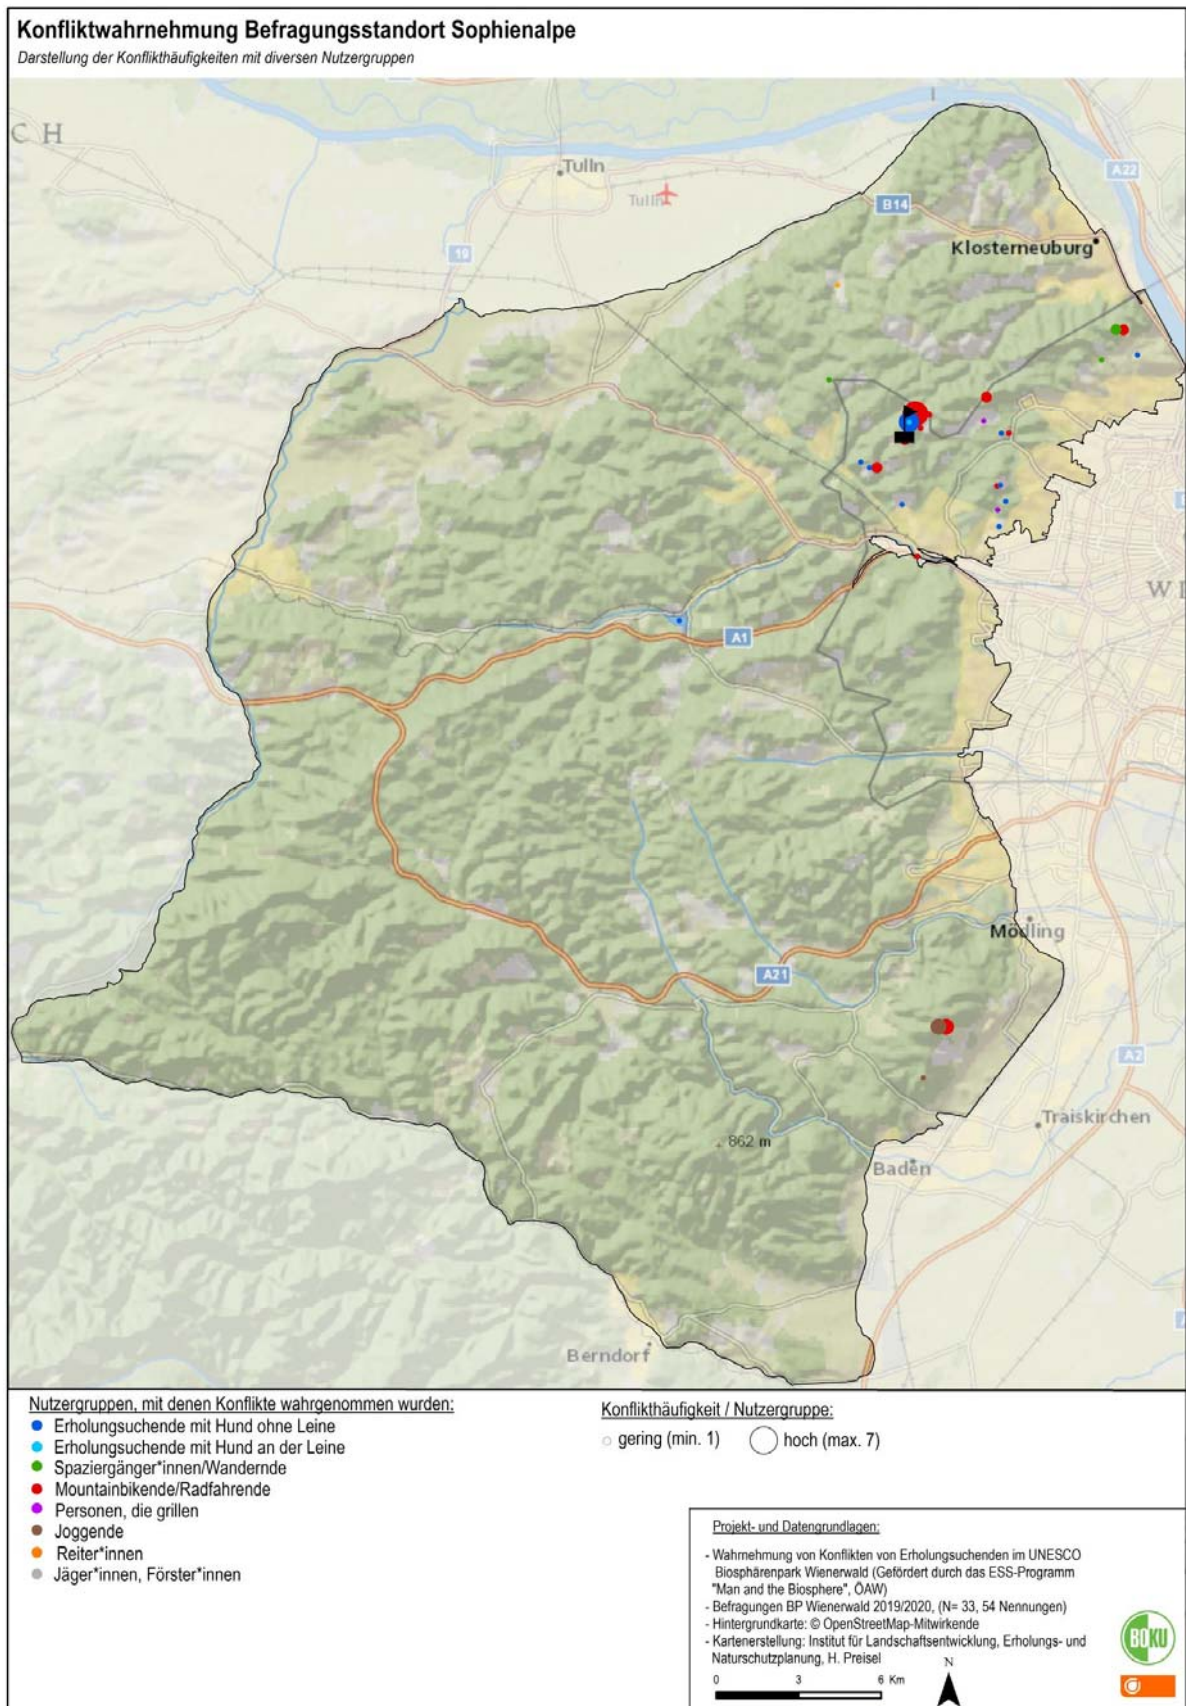 Konfliktwahrnehmung Befragungsstandort Sophienalpe
Darstellung der Konflikthäufigkeiten mit diversen Nutzergruppen
C H
Tulln
Tulln
A22
B14
Klosterneuburg
19
A1
W
Mödling
A21
A2
Traiskirchen
862 m
Baden
Berndorf
Nutzergruppen, mit denen Konflikte wahrgenommen wurden:
Erholungsuchende mit Hund ohne Leine
Erholungsuchende mit Hund an der Leine
Spaziergänger*innen/Wandernde
Mountainbikende/Radfahrende
Personen, die grillen
Joggende
Reiter*innen
Jäger*innen, Förster*innen
Konflikthäufigkeit / Nutzergruppe:
gering (min. 1) hoch (max. 7)
Projekt- und Datengrundlagen:
- Wahrnehmung von Konflikten von Erholungsuchenden im UNESCO
Biosphärenpark Wienerwald (Gefördert durch das ESS-Programm
"Man and the Biosphere", ÖAW)
- Befragungen BP Wienerwald 2019/2020, (N= 33, 54 Nennungen)
- Hintergrundkarte: © OpenStreetMap-Mitwirkende
- Kartenerstellung: Institut für Landschaftsentwicklung, Erholungs- und
Naturschutzplanung, H. Preisel
BOKU
N
0 3 6 Km